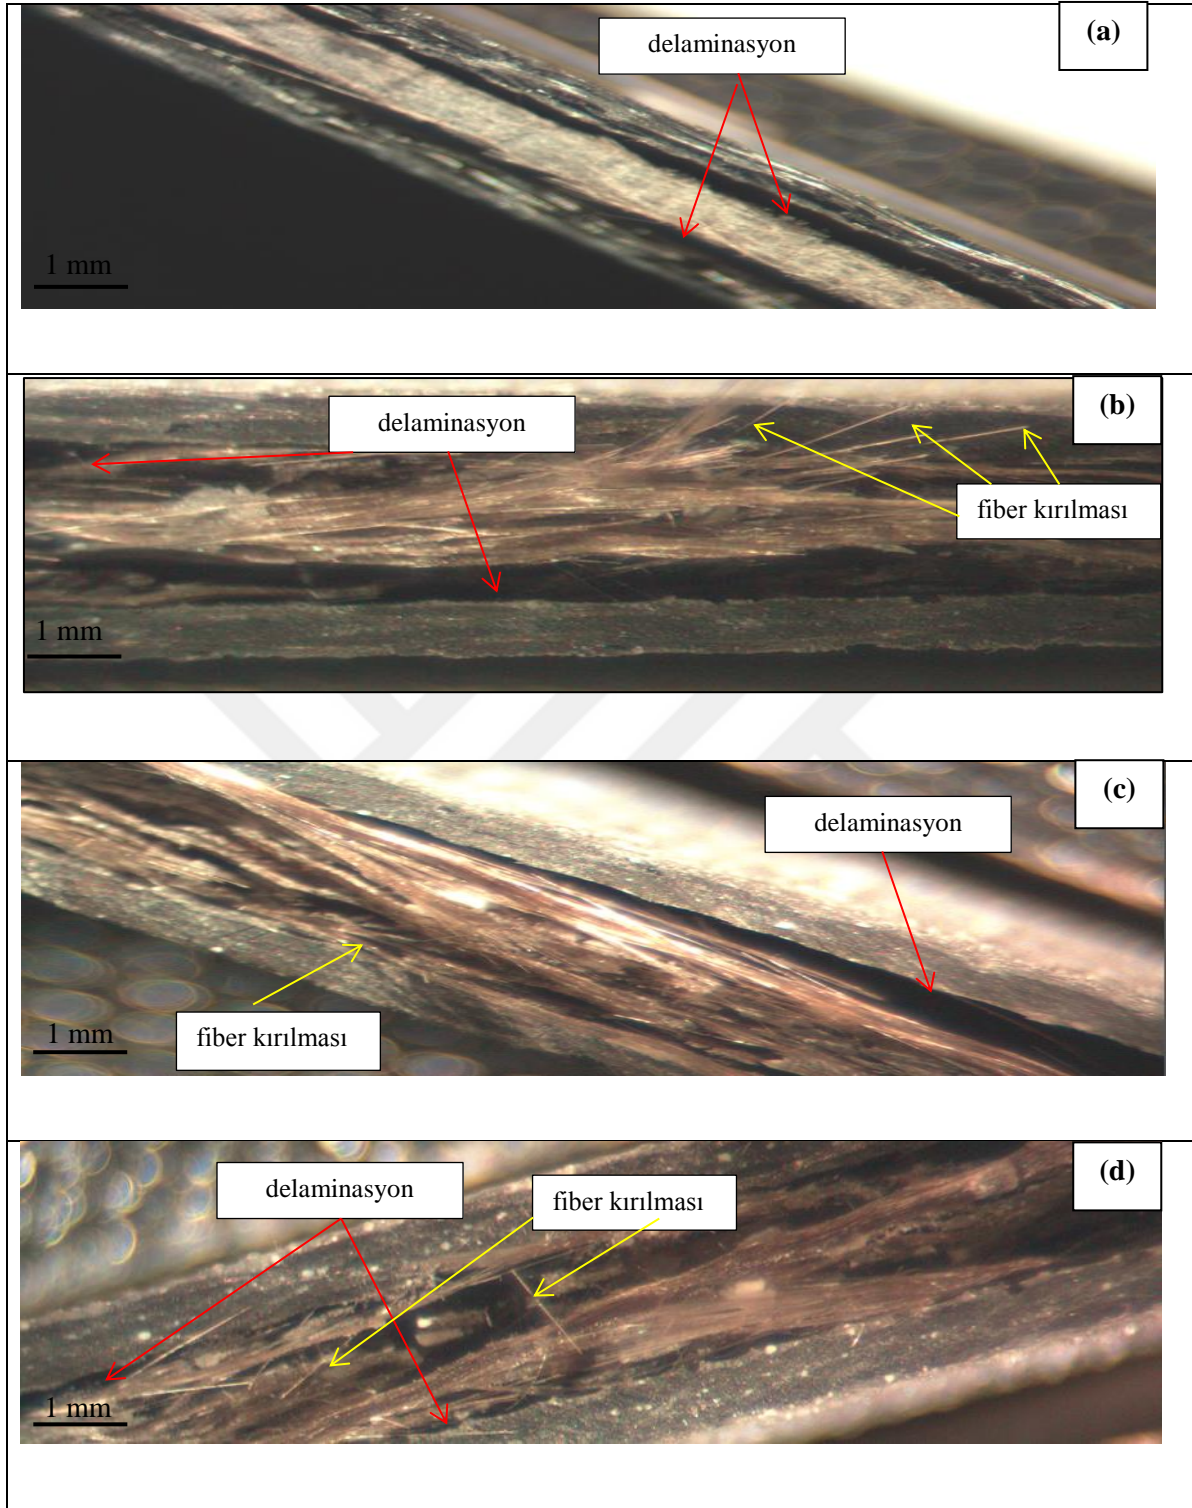 (a)
delaminasyon
1 mm
(b)
delaminasyon
fiber kırılması
1 mm
(c)
delaminasyon
fiber kırılması
1 mm
(d)
delaminasyon
fiber kırılması
1 mm